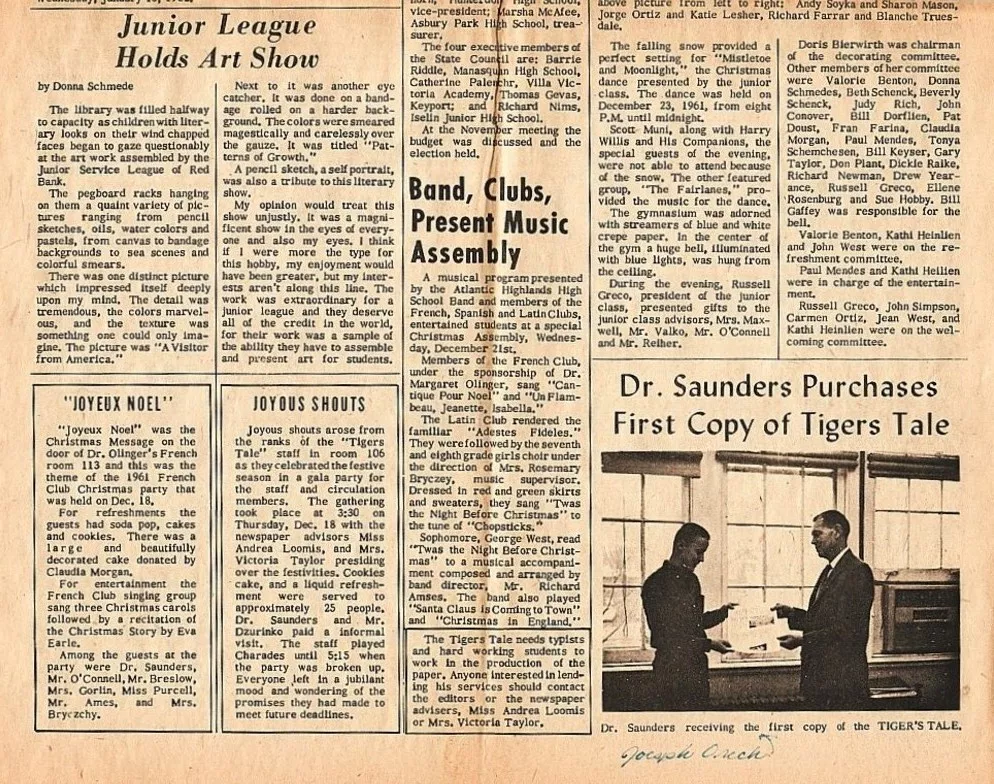 Junior League
Holds Art Show
by Donna Schmede
The library was filled halfway
to capacity as children with liter-
ary looks on their wind chapped
faces began to gaze questionably
at the art work assembled by the
Junior Service League of Red
Bank.
The pegboard racks hanging
on them a quaint variety of pic-
tures ranging from pencil
sketches, oils, water colors and
pastels, from canvas to bandage
backgrounds to sea scenes and
colorful smears.
There was one distinct picture
which impressed itself deeply
upon my mind. The detail was
tremendous, the colors marvel-
ous, and the texture was
something one could only ima-
gine. The picture was "A Visitor
from America."
Next to it was another eye
catcher. It was done on a band-
age rolled on a harder back-
ground. The colors were smeared
magestically and carelessly over
the gauze. It was titled "Pat-
terns of Growth."
A pencil sketch, a self portrait,
was also a tribute to this literary
show.
My opinion would treat this
show unjustly. It was a magni-
ficent show in the eyes of every-
one and also my eyes. I think
if I were more the type for
this hobby, my enjoyment would
have been greater, but my inter-
ests aren't along this line. The
work was extraordinary for a
junior league and they deserve
all of the credit in the world,
for their work was a sample of
the ability they have to assemble
and present art for students.
"JOYEUX NOEL"
"Joyeux Noel" was the
Christmas Message on the
door of Dr. Olinger's French
room 113 and this was the
theme of the 1961 French
Club Christmas party that
was held on Dec. 18.
For refreshments the
guests had soda pop, cakes
and cookies. There was a
large and beautifully
decorated cake donated by
Claudia Morgan.
For entertainment the
French Club singing group
sang three Christmas carols
followed by a recitation of
the Christmas Story by Eva
Earle.
Among the guests at the
party were Dr. Saunders,
Mr. O'Connell, Mr. Breslow,
Mrs. Gorlin, Miss Purcell,
Mr. Ames, and Mrs.
Bryczchy.
JOYOUS SHOUTS
Joyous shouts arose from
the ranks of the "Tigers
Tale" staff in room 106
as they celebrated the festive
season in a gala party for
the staff and circulation
members. The gathering
took place at 3:30 on
Thursday, Dec. 18 with the
newspaper advisors Miss
Andrea Loomis, and Mrs.
Victoria Taylor presiding
over the festivities. Cookies
cake, and a liquid refresh-
ment were served to
approximately 25 people.
Dr. Saunders and Mr.
Dzurinko paid a informal
visit. The staff played
Charades until 5:15 when
the party was broken up.
Everyone left in a jubilant
mood and wondering of the
promises they had made to
meet future deadlines.
vice-president; Marsha McAfee,
Asbury Park High School, trea-
surer.
The four executive members of
the State Council are: Barrie
Riddle, Manasquan High School,
Catherine Palenchr, Villa Vic-
toria Academy, Thomas Gevas,
Keyport; and Richard Nims,
Iselin Junior High School.
At the November meeting the
budget was discussed and the
election held.
Band, Clubs,
Present Music
Assembly
A musical program presented
by the Atlantic Highlands High
School Band and members of the
French, Spanish and Latin Clubs,
entertained students at a special
Christmas Assembly, Wednes-
day, December 21st.
Members of the French Club,
under the sponsorship of Dr.
Margaret Olinger, sang "Can-
tique Pour Noel" and "Un Flam-
beau, Jeanette, Isabella."
The Latin Club rendered the
familiar "Adestes Fideles."
They were followed by the seventh
and eighth grade girls choir under
the direction of Mrs. Rosemary
Bryczey, music supervisor.
Dressed in red and green skirts
and sweaters, they sang "Twas
the Night Before Christmas" to
the tune of "Chopsticks."
Sophomore, George West, read
"Twas the Night Before Christ-
mas" to a musical accompani-
ment composed and arranged by
band director, Mr. Richard
Amses. The band also played
"Santa Claus is Coming to Town"
and "Christmas in England."
The Tigers Tale needs typists
and hard working students to
work in the production of the
paper. Anyone interested in lend-
ing his services should contact
the editors or the newspaper
advisers, Miss Andrea Loomis
or Mrs. Victoria Taylor.
above picture from left to right; Andy Soyka and Sharon Mason,
Jorge Ortiz and Katie Lesher, Richard Farrar and Blanche Trues-
dale.
The falling snow provided a
perfect setting for "Mistletoe
and Moonlight," the Christmas
dance presented by the junior
class. The dance was held on
December 23, 1961, from eight
P.M. until midnight.
Scott Muni, along with Harry
Willis and His Companions, the
special guests of the evening,
were not able to attend because
of the snow. The other featured
group, "The Fairlanes," pro-
vided the music for the dance.
The gymnasium was adorned
with streamers of blue and white
crepe paper. In the center of
the gym a huge bell, illuminated
with blue lights, was hung from
the ceiling.
During the evening, Russell
Greco, president of the junior
class, presented gifts to the
junior class advisors, Mrs. Max-
well, Mr. Valko, Mr. O'Connell
and Mr. Reiher.
Doris Bierwirth was chairman
of the decorating committee.
Other members of her committee
were Valorie Benton, Donna
Schmedes, Beth Schenck, Beverly
Schenck, Judy Rich, John
Conover, Bill Dorflien, Pat
Doust, Fran Farina, Claudia
Morgan, Paul Mendes, Tonya
Schemchesen, Bill Keyser, Gary
Taylor, Don Plant, Dickie Raike,
Richard Newman, Drew Year-
ance, Russell Greco, Ellene
Rosenburg and Sue Hobby. Bill
Gaffey was responsible for the
bell.
Valorie Benton, Kathi Heinlien
and John West were on the re-
freshment committee.
Paul Mendes and Kathi Heilien
were in charge of the entertain-
ment.
Russell Greco, John Simpson,
Carmen Ortiz, Jean West, and
Kathi Heinlien were on the wel-
coming committee.
Dr. Saunders Purchases
First Copy of Tigers Tale
Dr. Saunders receiving the first copy of the TIGER'S TALE.
Joseph